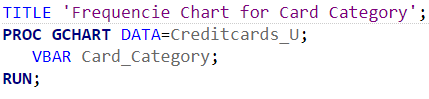 TITLE 'Frequencie Chart for Card Category';
PROC GCHART DATA=Creditcards_U;
VBAR Card_Category;
RUN;